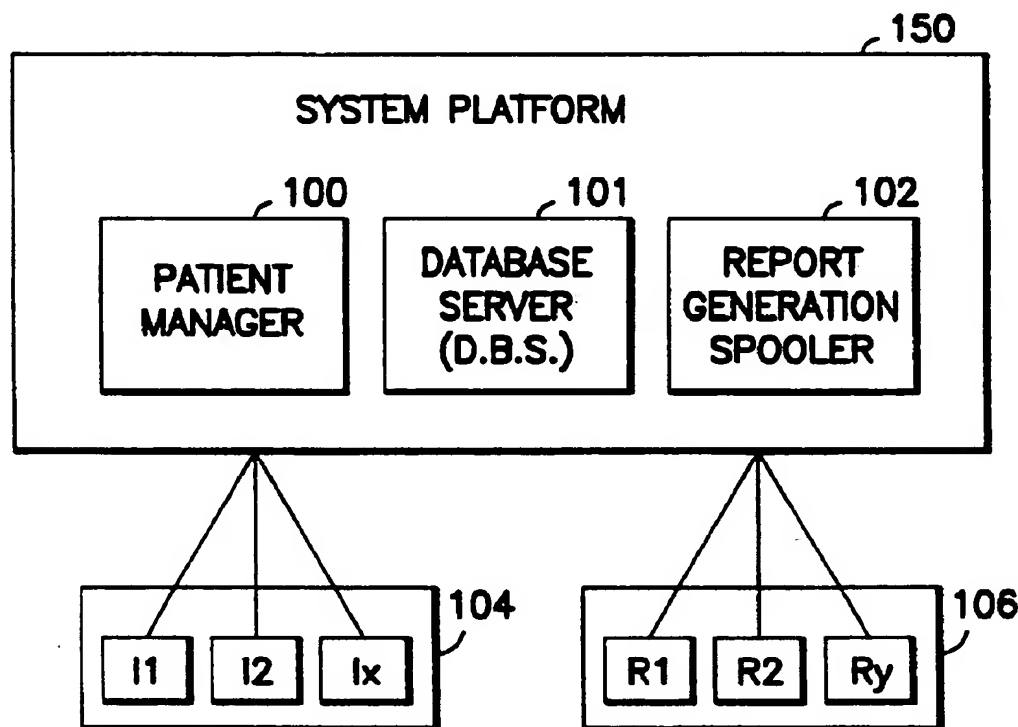 150
SYSTEM PLATFORM
100
101
102
PATIENT
MANAGER
DATABASE
SERVER
(D.B.S.)
REPORT
GENERATION
SPOOLER
104
106
I1
I2
Ix
R1
R2
Ry